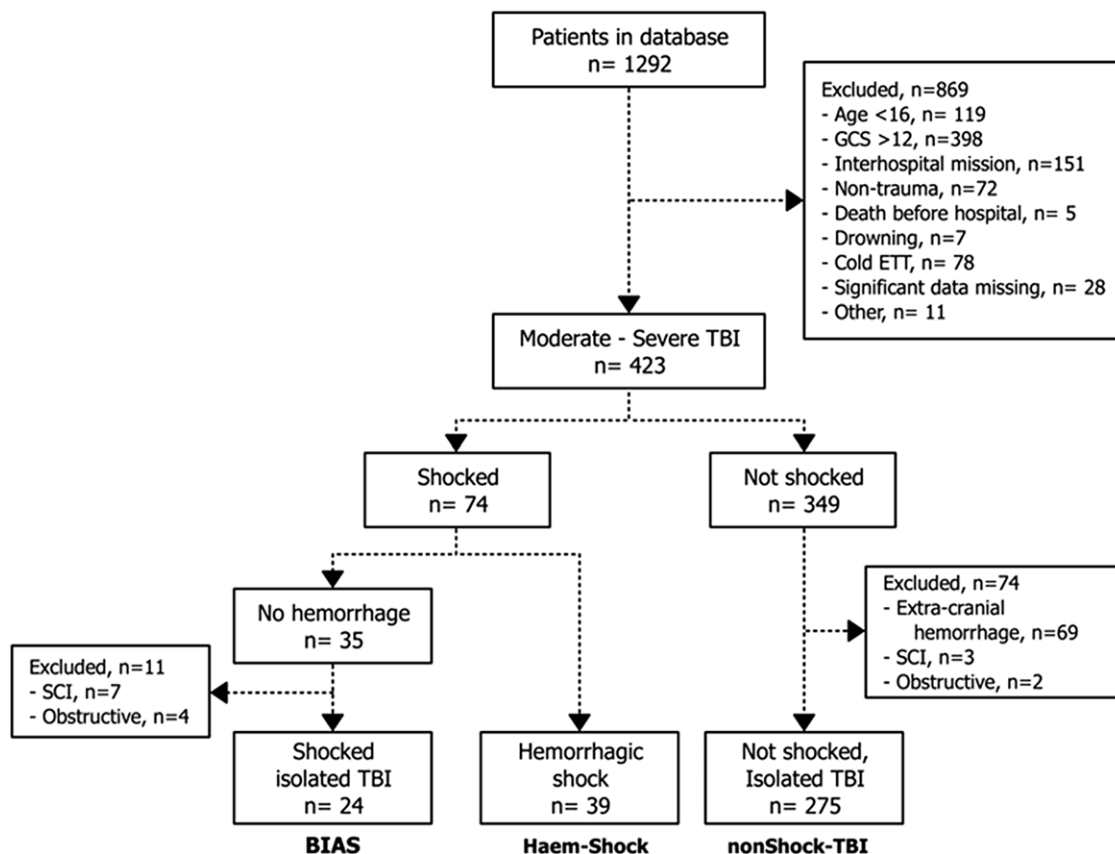 Patients in database
n= 1292
Excluded, n=869
- Age <16, n= 119
- GCS >12, n=398
- Interhospital mission, n=151
- Non-trauma, n=72
- Death before hospital, n= 5
- Drowning, n=7
- Cold ETT, n= 78
- Significant data missing, n= 28
- Other, n= 11
Moderate - Severe TBI
n= 423
Shocked
n= 74
Not shocked
n= 349
No hemorrhage
n= 35
Excluded, n=74
- Extra-cranial
hemorrhage, n=69
- SCI, n=3
- Obstructive, n=2
Excluded, n=11
- SCI, n=7
- Obstructive, n=4
Shocked
isolated TBI
n= 24
Hemorrhagic
shock
n= 39
Not shocked,
Isolated TBI
n= 275
BIAS
Haem-Shock
nonShock-TBI